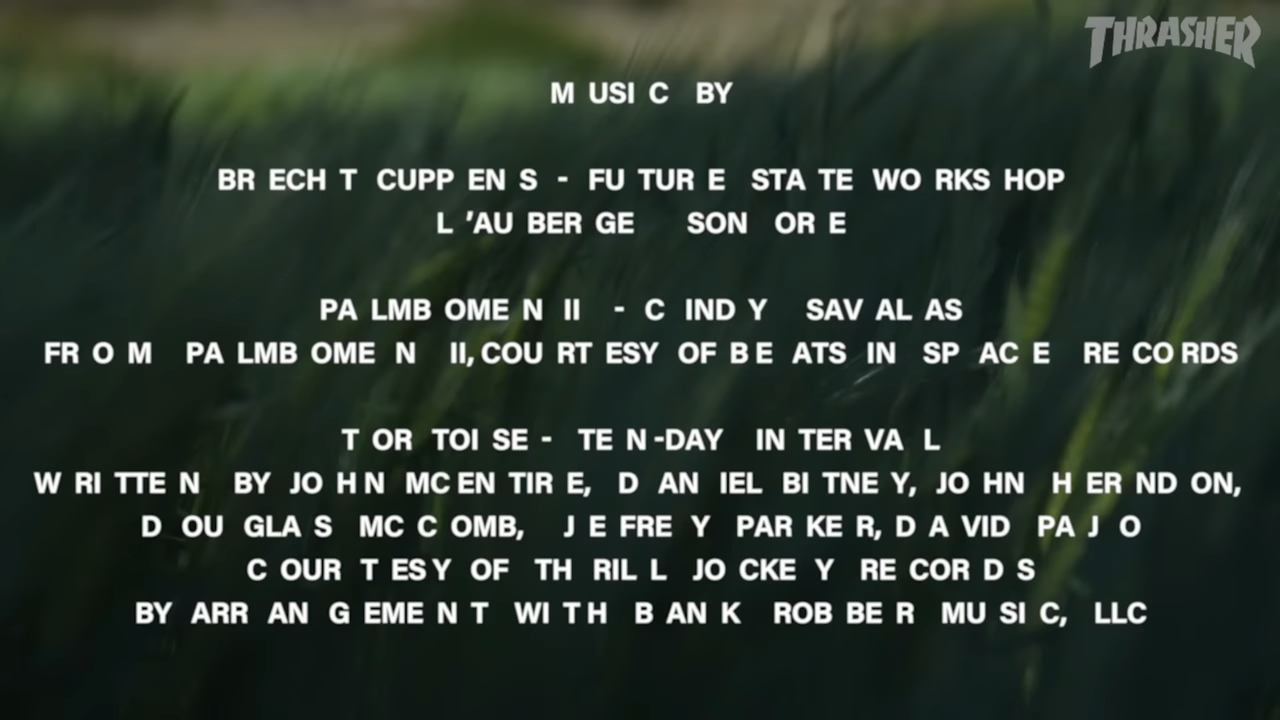 THRASHER
MUSIC BY
BRECHT CUPPENS - FUTURE STATE WORKSHOP
L'AUBERGE SONORE
PALMBOMEN II - CINDY SAVALAS
FROM PALMBOMEN II, COURTESY OF BEATS IN SPACE RECORDS
TORTOISE - TEN-DAY INTERVAL
WRITTEN BY JOHN MCENTIRE, DANIEL BITNEY, JOHN HERNDON,
DOUGLAS MCCOMB, JEFREY PARKER, DAVID PAJO
COURTESY OF THRILL JOCKEY RECORDS
BY ARRANGEMENT WITH BANK ROBBER MUSIC, LLC